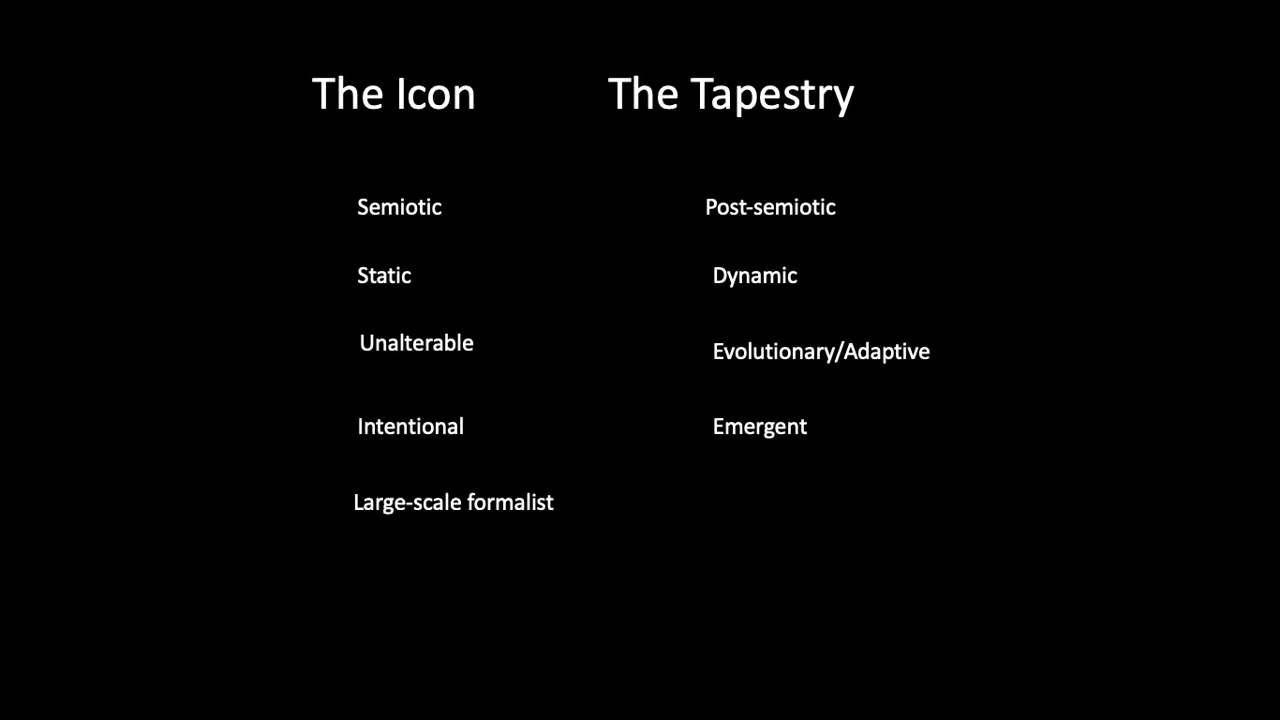 The Icon The Tapestry
Semiotic Post-semiotic
Static Dynamic
Unalterable Evolutionary/Adaptive
Intentional Emergent
Large-scale formalist